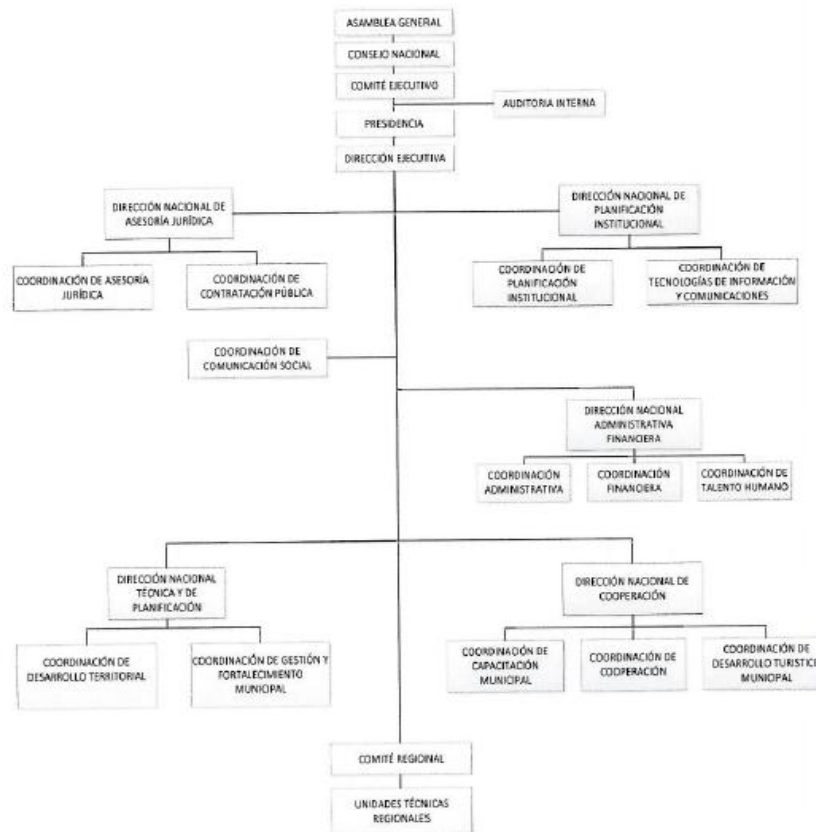 ASAMBLEA GENERAL
CONSEJO NACIONAL
COMITÉ EJECUTIVO
AUDITORIA INTERNA
PRESIDENCIA
DIRECCIÓN EJECUTIVA
DIRECCIÓN NACIONAL DE
ASESORÍA JURÍDICA
DIRECCIÓN NACIONAL DE
PLANIFICACIÓN
INSTITUCIONAL
COORDINACIÓN DE ASESORÍA
JURÍDICA
COORDINACIÓN DE
CONTRATACIÓN PÚBLICA
COORDINACIÓN DE
PLANIFICACIÓN
INSTITUCIONAL
COORDINACIÓN DE
TECNOLOGÍAS DE INFORMACIÓN
Y COMUNICACIONES
COORDINACIÓN DE
COMUNICACIÓN SOCIAL
DIRECCIÓN NACIONAL
ADMINISTRATIVA
FINANCIERA
COORDINACIÓN
ADMINISTRATIVA
COORDINACIÓN
FINANCIERA
COORDINACIÓN DE
TALENTO HUMANO
DIRECCIÓN NACIONAL
TÉCNICA Y DE
PLANIFICACIÓN
DIRECCIÓN NACIONAL DE
COOPERACIÓN
COORDINACIÓN DE
DESARROLLO TERRITORIAL
COORDINACIÓN DE GESTIÓN Y
FORTALECIMIENTO
MUNICIPAL
COORDINACIÓN DE
CAPACITACIÓN
MUNICIPAL
COORDINACIÓN DE
COOPERACIÓN
COORDINACIÓN DE
DESARROLLO TURISTIC
MUNICIPAL
COMITÉ REGIONAL
UNIDADES TÉCNICAS
REGIONALES